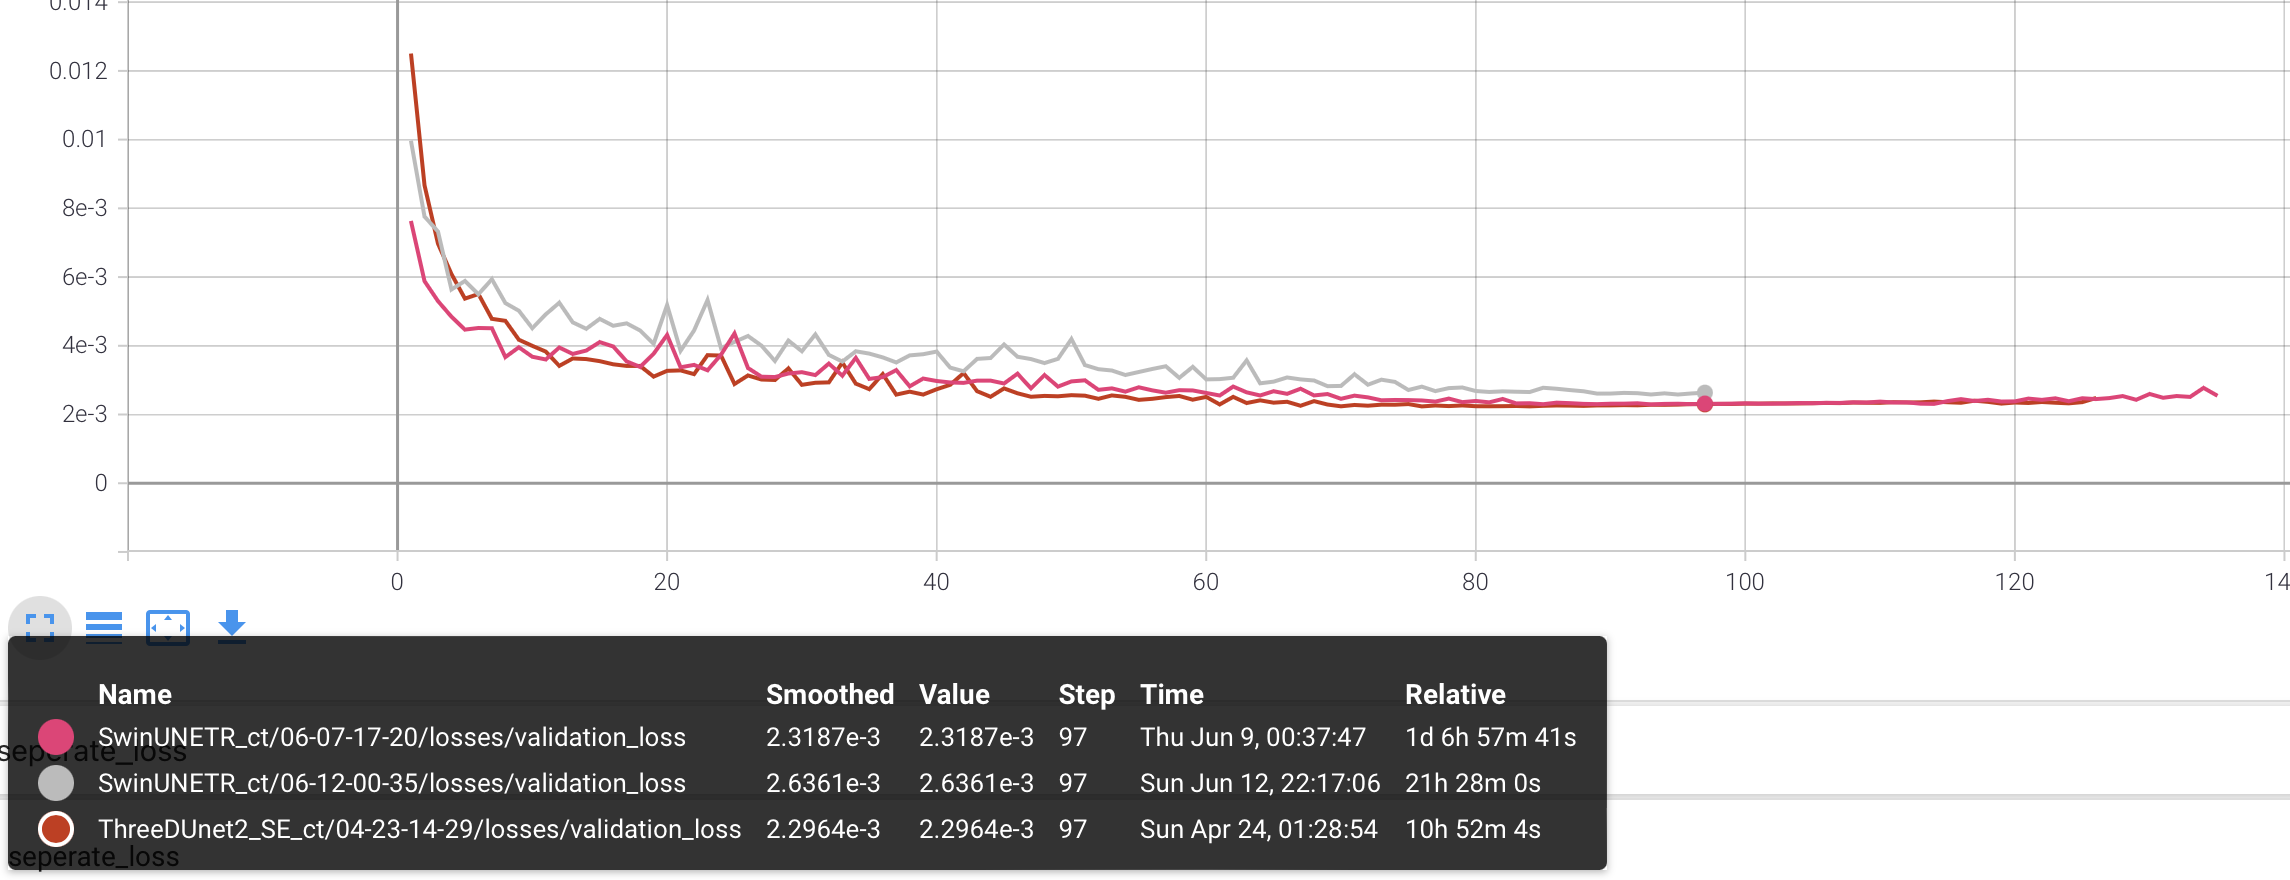 0.014
0.012
0.01
8e-3
6e-3
4e-3
2e-3
0
0 20 40 60 80 100 120 14
Name Smoothed Value Step Time Relative
SwinUNETR_ct/06-07-17-20/losses/validation_loss 2.3187e-3 2.3187e-3 97 Thu Jun 9, 00:37:47 1d 6h 57m 41s
seperate_loss
SwinUNETR_ct/06-12-00-35/losses/validation_loss 2.6361e-3 2.6361e-3 97 Sun Jun 12, 22:17:06 21h 28m 0s
ThreeDUnet2_SE_ct/04-23-14-29/losses/validation_loss 2.2964e-3 2.2964e-3 97 Sun Apr 24, 01:28:54 10h 52m 4s
seperate_loss